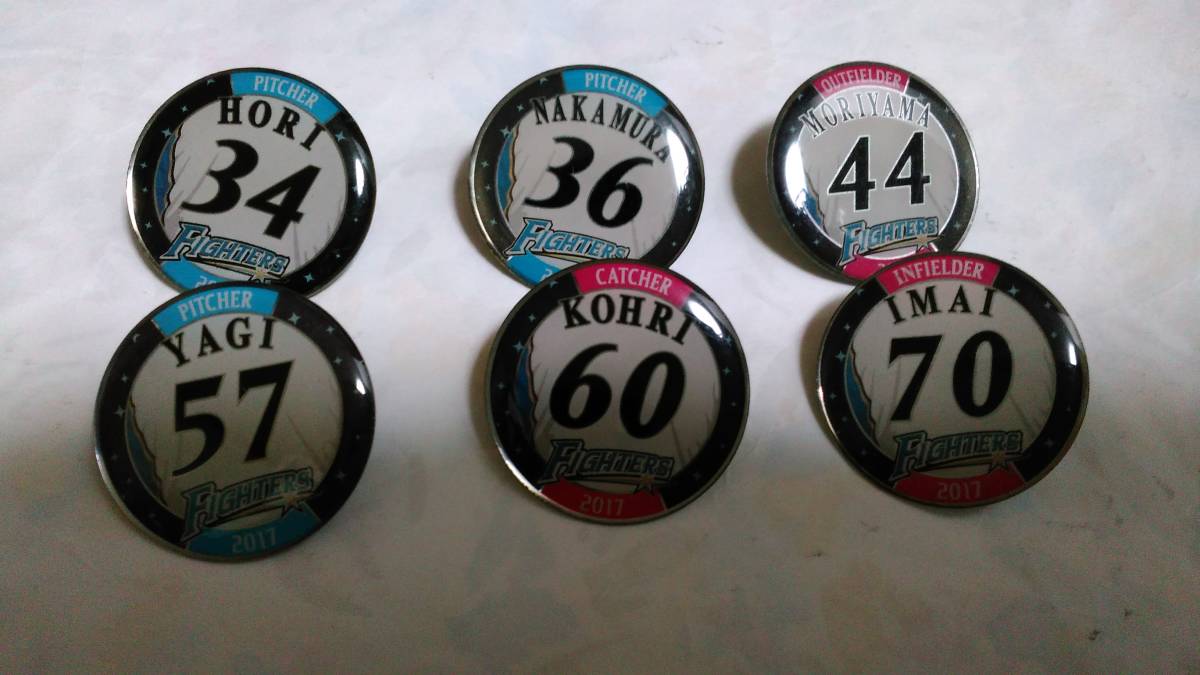 PITCHER
HORI
34
FIGHTERS
PITCHER
NAKAMURA
36
FIGHTERS
OUTFIELDER
MORIYAMA
44
FIGHTERS
PITCHER
YAGI
57
FIGHTERS
2017
CATCHER
KOHRI
60
FIGHTERS
2017
INFIELDER
IMAI
70
FIGHTERS
2017